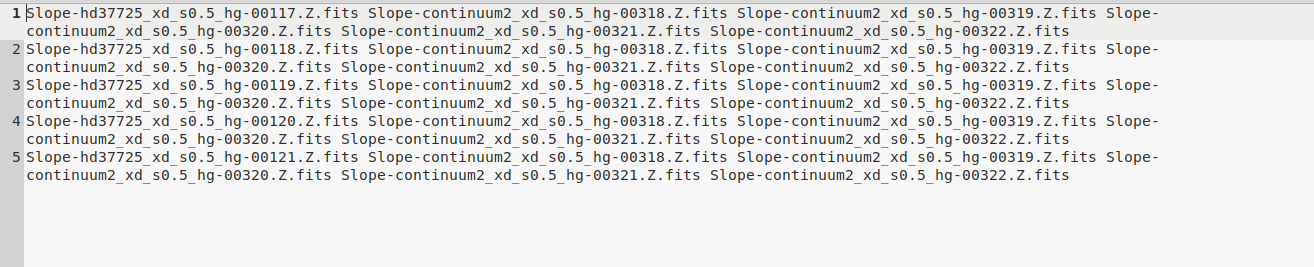 1 Slope-hd37725_xd_s0.5_hg-00117.Z.fits Slope-continuum2_xd_s0.5_hg-00318.Z.fits Slope-continuum2_xd_s0.5_hg-00319.Z.fits Slope-
continuum2_xd_s0.5_hg-00320.Z.fits Slope-continuum2_xd_s0.5_hg-00321.Z.fits Slope-continuum2_xd_s0.5_hg-00322.Z.fits
2 Slope-hd37725_xd_s0.5_hg-00118.Z.fits Slope-continuum2_xd_s0.5_hg-00318.Z.fits Slope-continuum2_xd_s0.5_hg-00319.Z.fits Slope-
continuum2_xd_s0.5_hg-00320.Z.fits Slope-continuum2_xd_s0.5_hg-00321.Z.fits Slope-continuum2_xd_s0.5_hg-00322.Z.fits
3 Slope-hd37725_xd_s0.5_hg-00119.Z.fits Slope-continuum2_xd_s0.5_hg-00318.Z.fits Slope-continuum2_xd_s0.5_hg-00319.Z.fits Slope-
continuum2_xd_s0.5_hg-00320.Z.fits Slope-continuum2_xd_s0.5_hg-00321.Z.fits Slope-continuum2_xd_s0.5_hg-00322.Z.fits
4 Slope-hd37725_xd_s0.5_hg-00120.Z.fits Slope-continuum2_xd_s0.5_hg-00318.Z.fits Slope-continuum2_xd_s0.5_hg-00319.Z.fits Slope-
continuum2_xd_s0.5_hg-00320.Z.fits Slope-continuum2_xd_s0.5_hg-00321.Z.fits Slope-continuum2_xd_s0.5_hg-00322.Z.fits
5 Slope-hd37725_xd_s0.5_hg-00121.Z.fits Slope-continuum2_xd_s0.5_hg-00318.Z.fits Slope-continuum2_xd_s0.5_hg-00319.Z.fits Slope-
continuum2_xd_s0.5_hg-00320.Z.fits Slope-continuum2_xd_s0.5_hg-00321.Z.fits Slope-continuum2_xd_s0.5_hg-00322.Z.fits